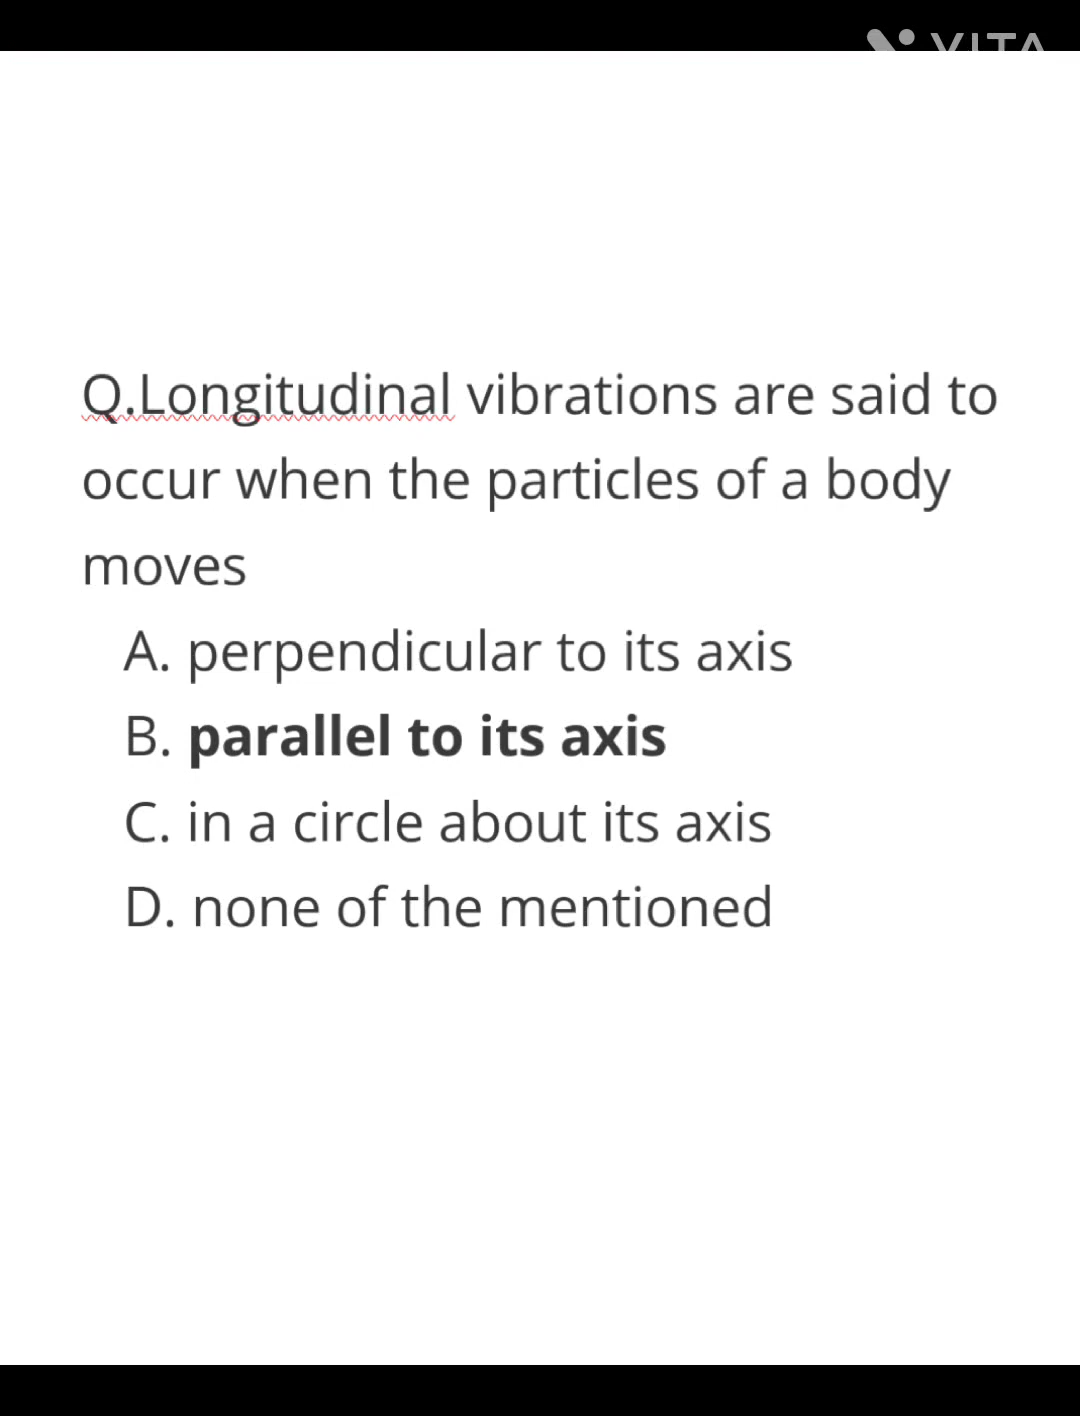 VITA
Q.Longitudinal vibrations are said to
occur when the particles of a body
moves
A. perpendicular to its axis
B. parallel to its axis
C. in a circle about its axis
D. none of the mentioned